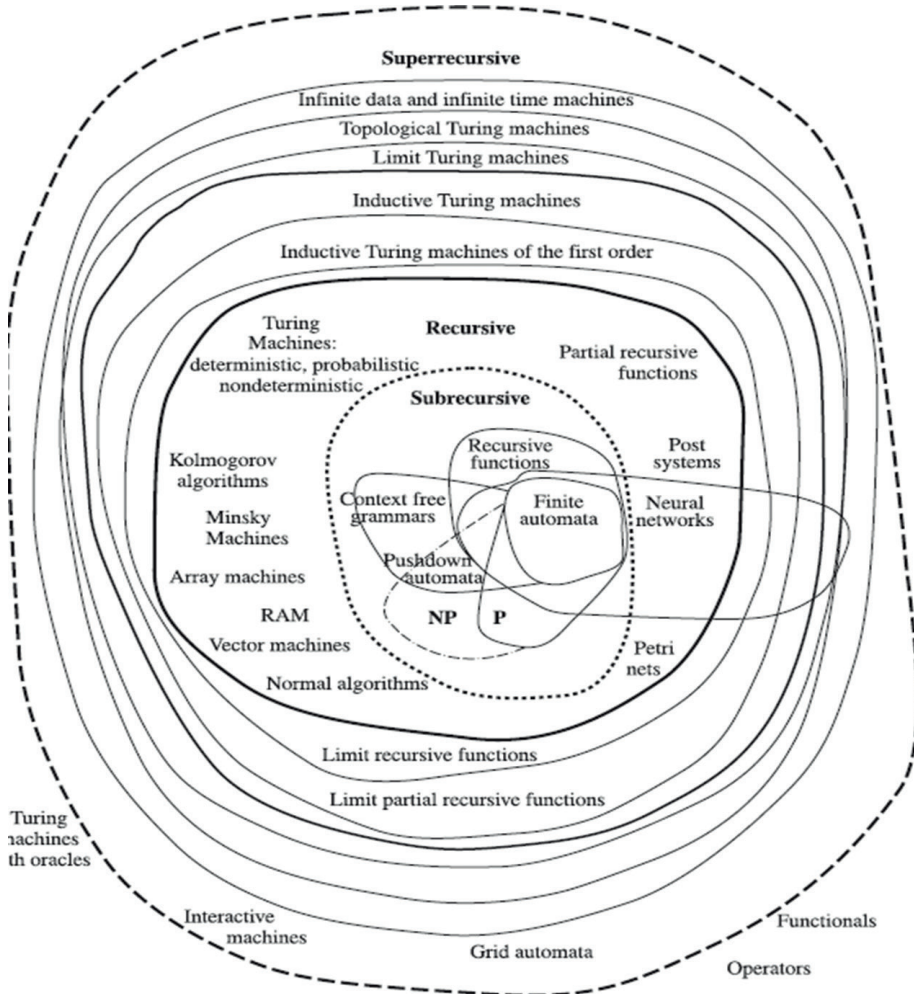 Superrecursive
Infinite data and infinite time machines
Topological Turing machines
Limit Turing machines
Inductive Turing machines
Inductive Turing machines of the first order
Turing
Machines:
deterministic, probabilistic
nondeterministic
Recursive
Partial recursive
functions
Subrecursive
Recursive
functions
Post
systems
Kolmogorov
algorithms
Context free
grammars
Finite
automata
Neural
networks
Minsky
Machines
Pushdown
automata
Array machines
RAM
NP
P
Vector machines
Petri
nets
Normal algorithms
Limit recursive functions
Limit partial recursive functions
Turing
achines
th oracles
Interactive
machines
Grid automata
Functionals
Operators